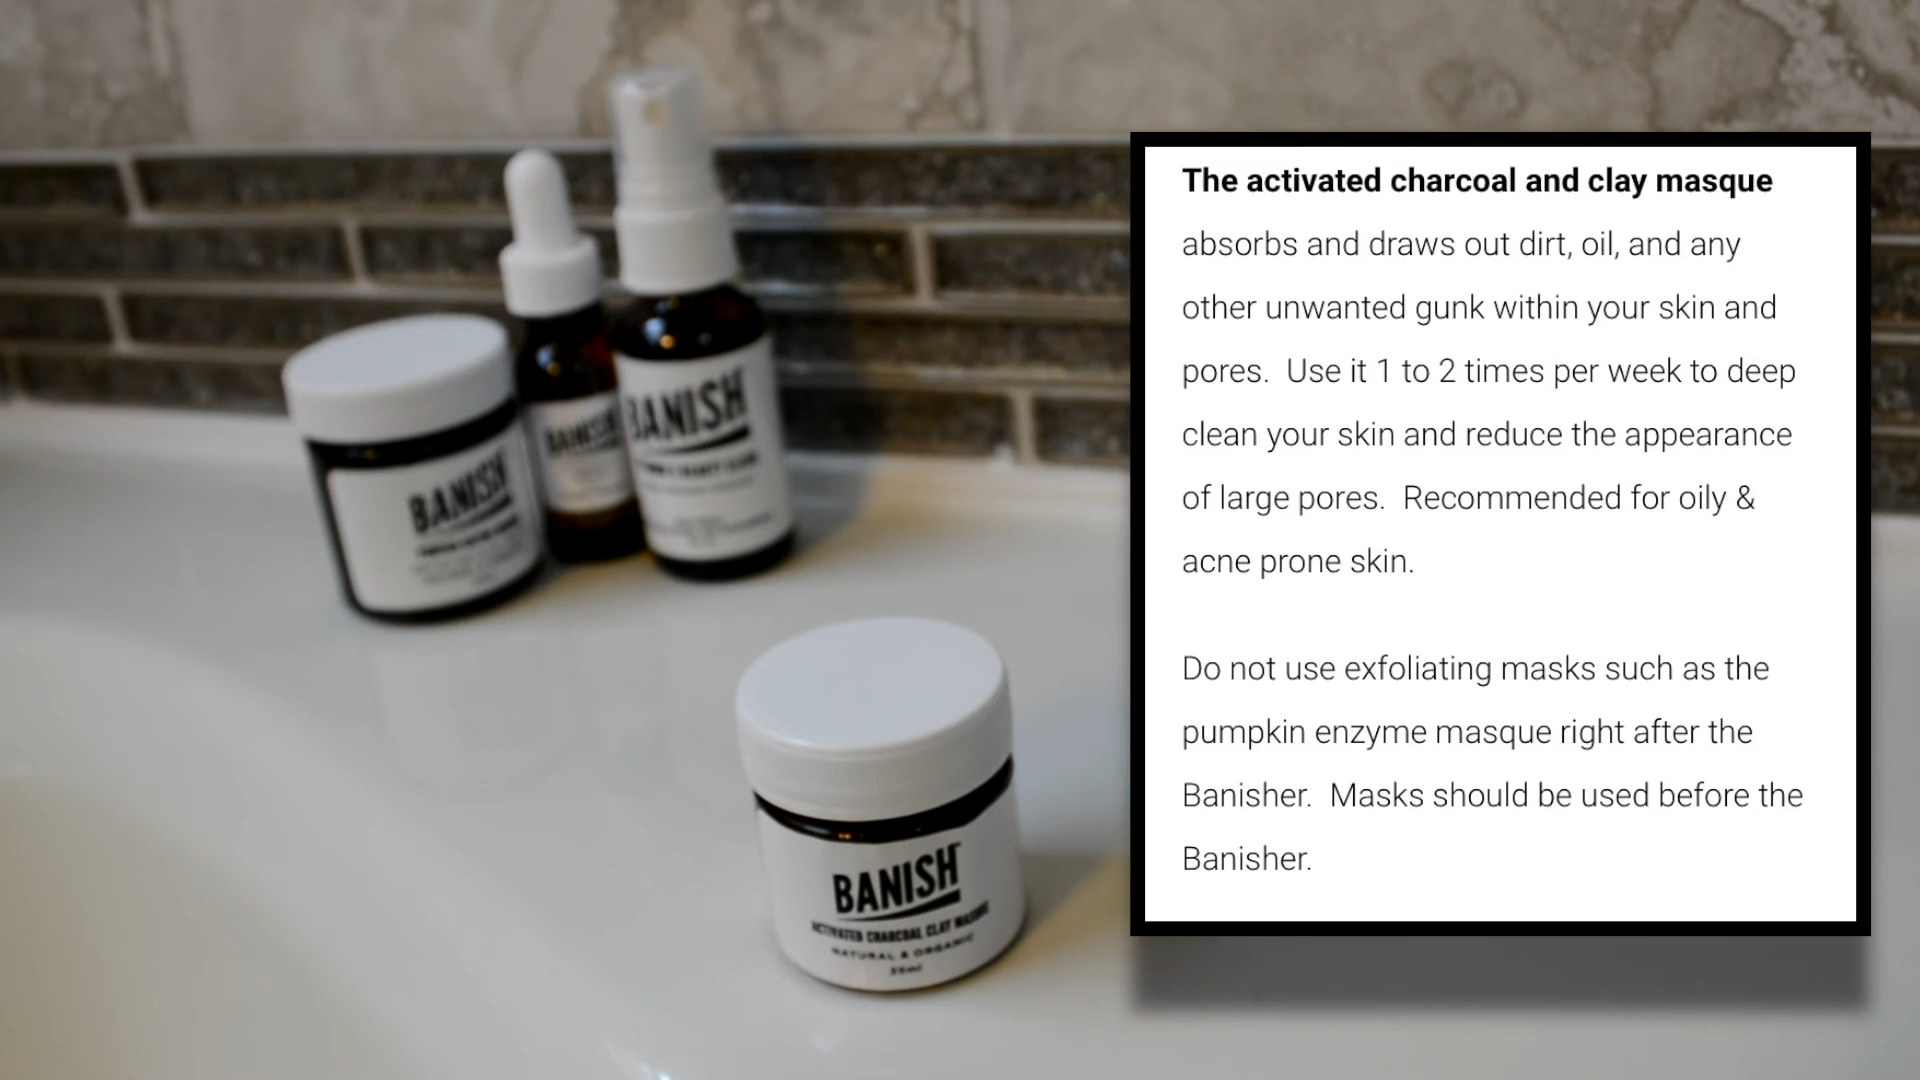 BANISH
BANISH
BANISH
The activated charcoal and clay masque
absorbs and draws out dirt, oil, and any
other unwanted gunk within your skin and
pores.  Use it 1 to 2 times per week to deep
clean your skin and reduce the appearance
of large pores.  Recommended for oily &
acne prone skin.
Do not use exfoliating masks such as the
pumpkin enzyme masque right after the
Banisher.  Masks should be used before the
Banisher.
BANISH
ACTIVATED CHARCOAL CLAY MASQUE
NATURAL & ORGANIC